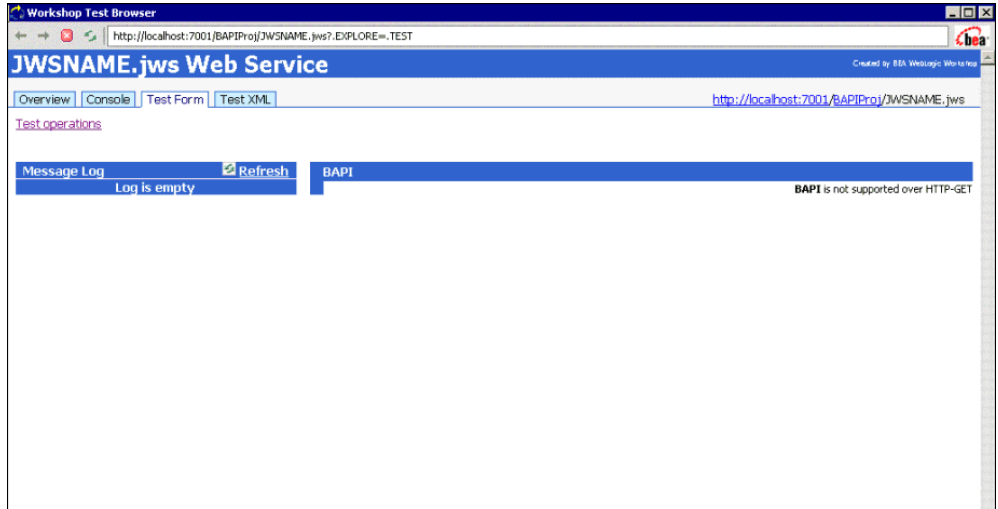 Workshop Test Browser
http://localhost:7001/BAPIProj/JWSNAME.jws?.EXPLORE=.TEST
bea
JWSNAME.jws Web Service
Created by BEA WebLogic Workshop
Overview Console Test Form Test XML
http://localhost:7001/BAPIProj/JWSNAME.jws
Test operations
Message Log Refresh
BAPI
Log is empty
BAPI is not supported over HTTP-GET